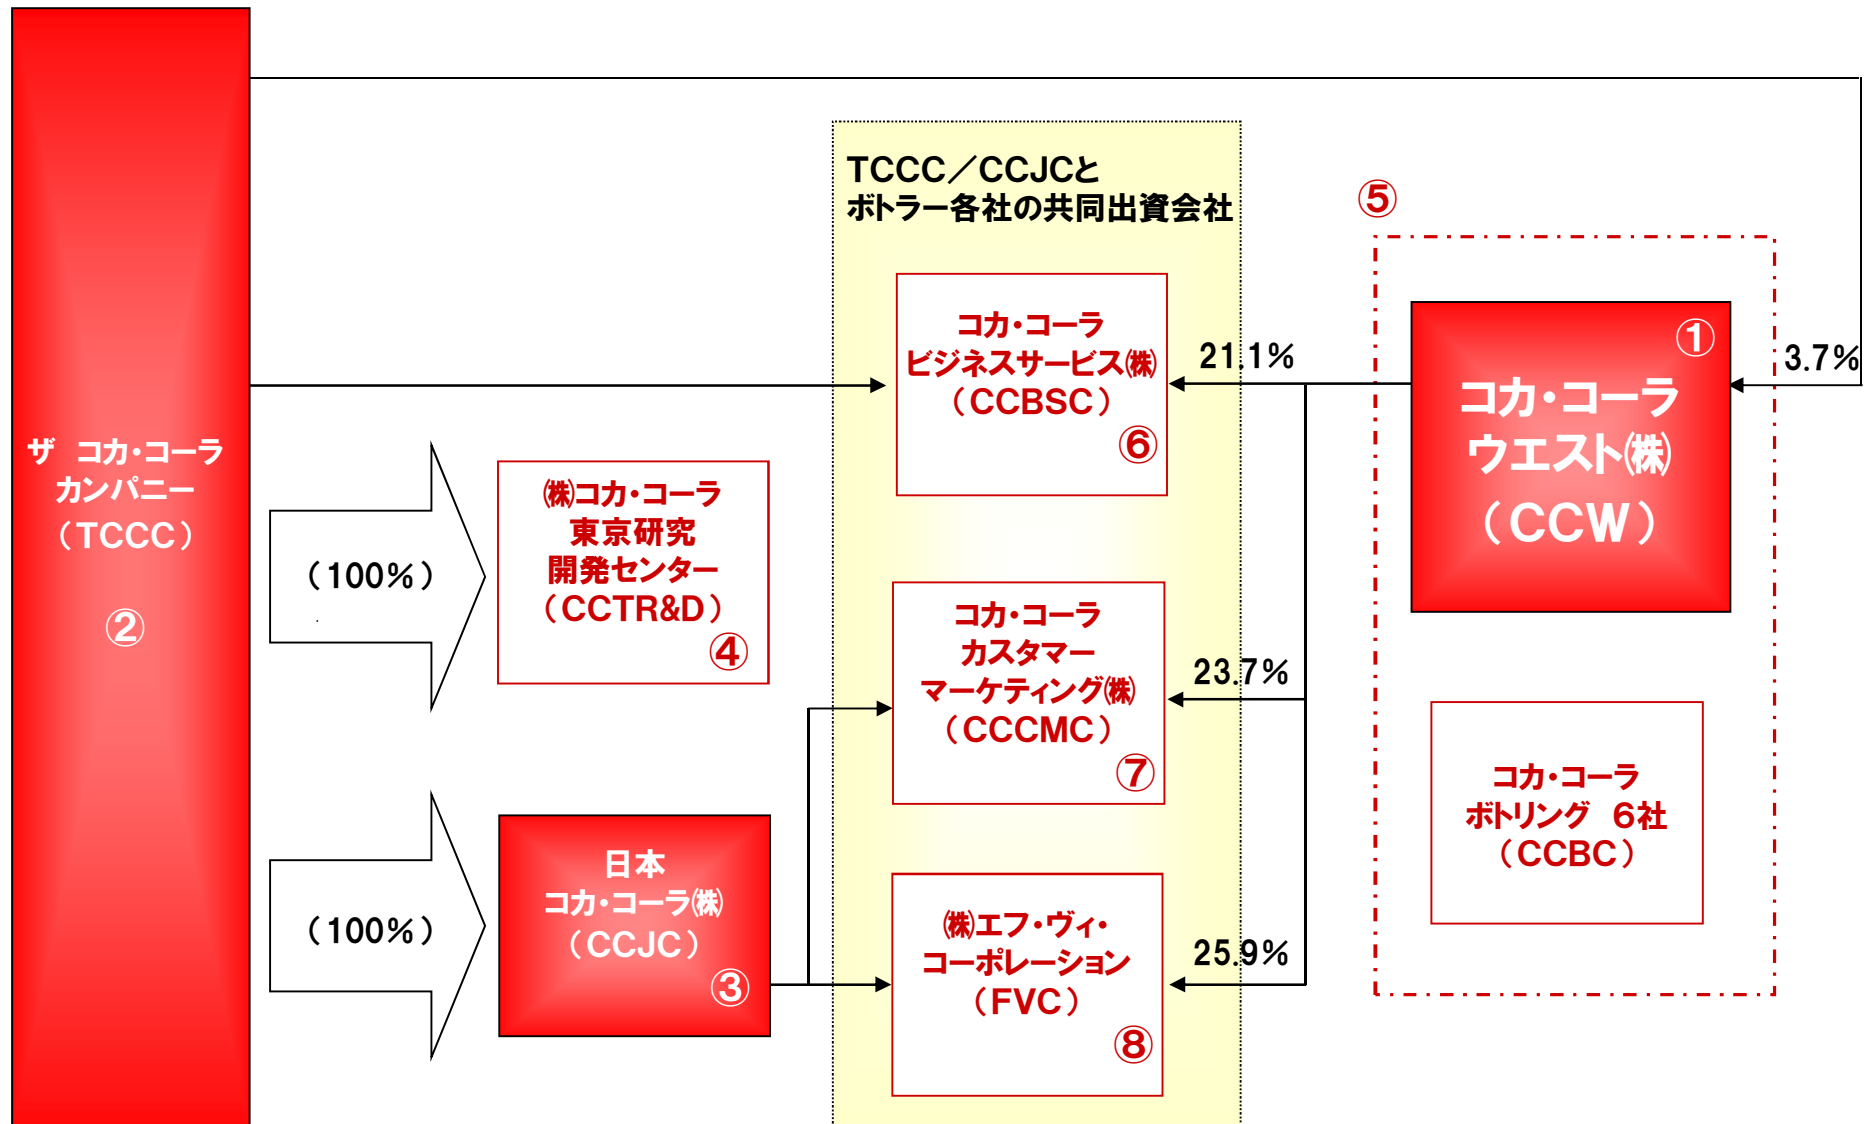 ザ コカ・コーラ
カンパニー
（TCCC）
②
（100%）
㈱コカ・コーラ
東京研究
開発センター
（CCTR&D）
④
（100%）
日本
コカ・コーラ㈱
（CCJC）
③
TCCC／CCJCと
ボトラー各社の共同出資会社
コカ・コーラ
ビジネスサービス㈱
（CCBSC）
⑥
コカ・コーラ
カスタマー
マーケティング㈱
（CCCMC）
⑦
㈱エフ・ヴィ・
コーポレーション
（FVC）
⑧
21.1%
23.7%
25.9%
⑤
①
コカ・コーラ
ウエスト㈱
（CCW）
3.7%
コカ・コーラ
ボトリング 6社
（CCBC）